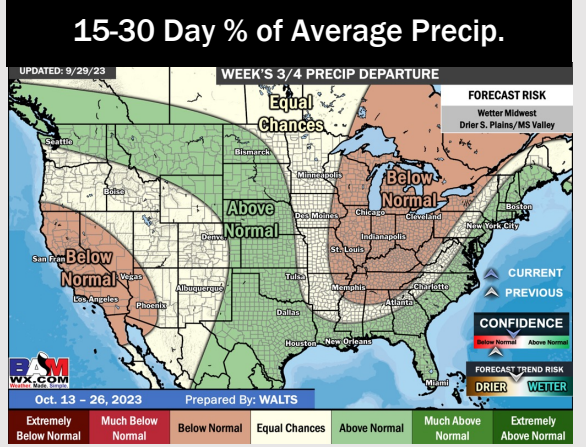 15-30 Day % of Average Precip.
UPDATED: 9/29/23
WEEK'S 3/4 PRECIP DEPARTURE
FORECAST RISK
Wetter Midwest
Drier S. Plains/MS Valley
Equal
Chances
Seattle
Bismarck
Minneapolis
Boise
Below
Normal
Boston
Above
Normal
Des Moines
Chicago
Cleveland
New York City
Denver
Indianapolis
St. Louis
San Fran
Below
Normal
Vegas
Los Angeles
Phoenix
Albuquerque
Tulsa
Memphis
Charlotte
Atlanta
Dallas
Houston
New Orleans
Miami
CURRENT
PREVIOUS
CONFIDENCE
Below Normal
Above Normal
FORECAST TREND RISK
DRIER
WETTER
BAM
WX.COM
Weather. Made. Simple.
Oct. 13 – 26, 2023
Prepared By: WALTS
Extremely
Below Normal
Much Below
Normal
Below Normal
Equal Chances
Above Normal
Much Above
Normal
Extremely
Above Normal